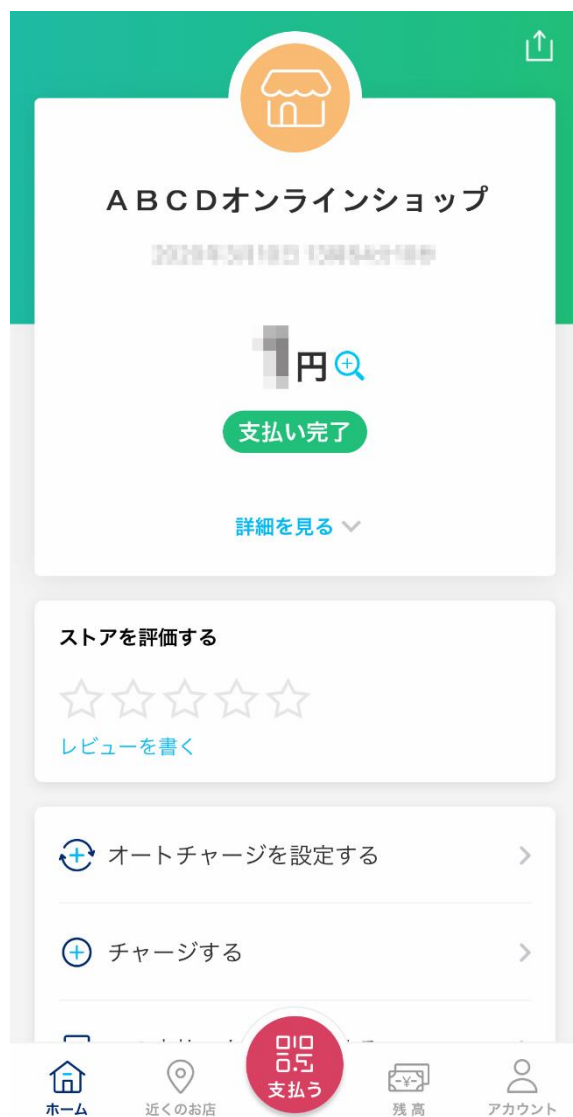 ＡＢＣＤオンラインショップ
円
支払い完了
詳細を見る
ストアを評価する
レビューを書く
オートチャージを設定する
チャージする
支払う
ホーム
近くのお店
残高
アカウント